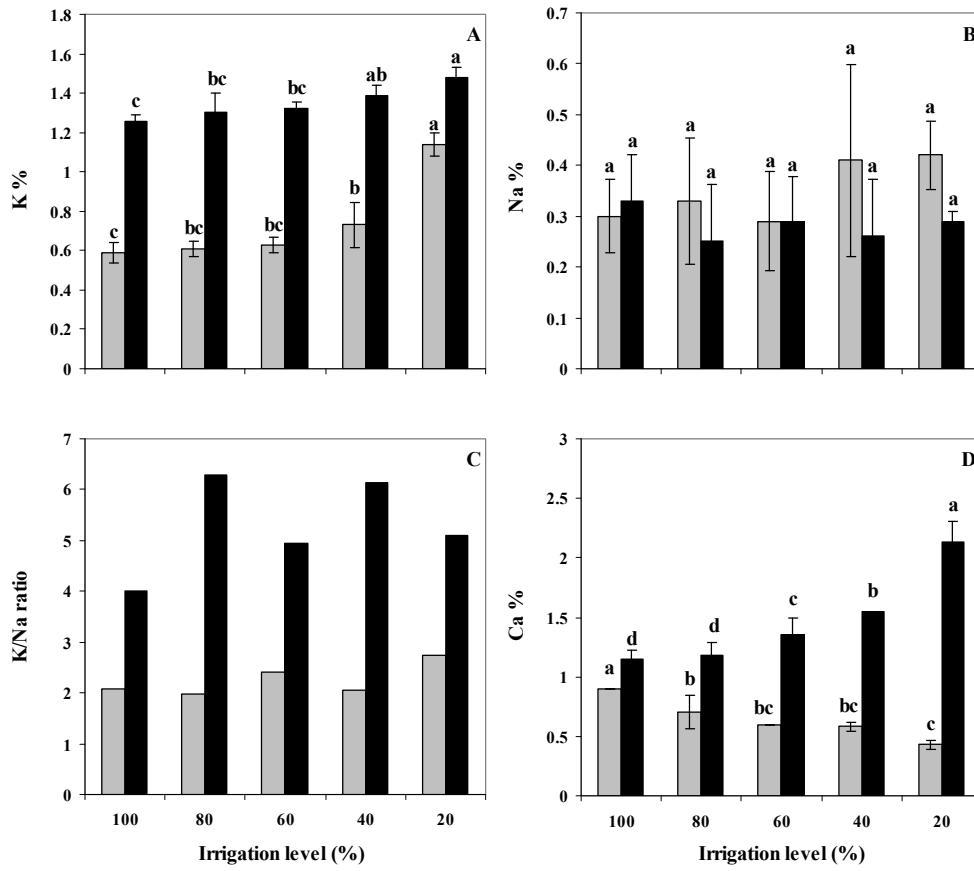 A
K %
1.8
1.6
1.4
1.2
1
0.8
0.6
0.4
0.2
0
c
c
bc
bc
bc
bc
b
ab
a
a
B
Na %
0.7
0.6
0.5
0.4
0.3
0.2
0.1
0
a
a
a
a
a
a
a
a
a
a
C
K/Na ratio
7
6
5
4
3
2
1
0
100 80 60 40 20
Irrigation level (%)
D
Ca %
3
2.5
2
1.5
1
0.5
0
a
d
b
d
bc
c
bc
b
c
a
100 80 60 40 20
Irrigation level (%)